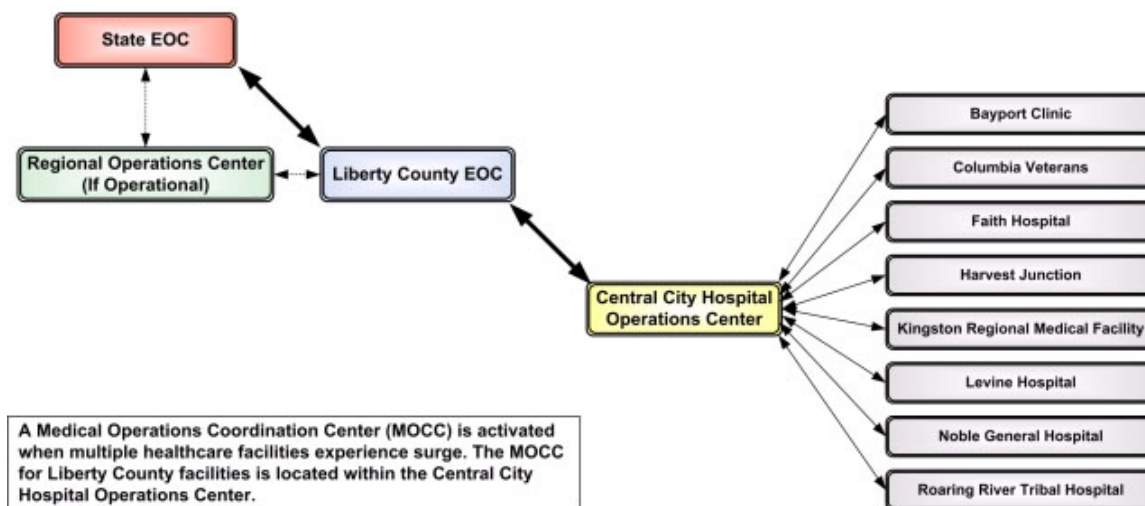 State EOC
Regional Operations Center
(If Operational)
Liberty County EOC
Central City Hospital
Operations Center
Bayport Clinic
Columbia Veterans
Faith Hospital
Harvest Junction
Kingston Regional Medical Facility
Levine Hospital
Noble General Hospital
Roaring River Tribal Hospital
A Medical Operations Coordination Center (MOCC) is activated
when multiple healthcare facilities experience surge. The MOCC
for Liberty County facilities is located within the Central City
Hospital Operations Center.